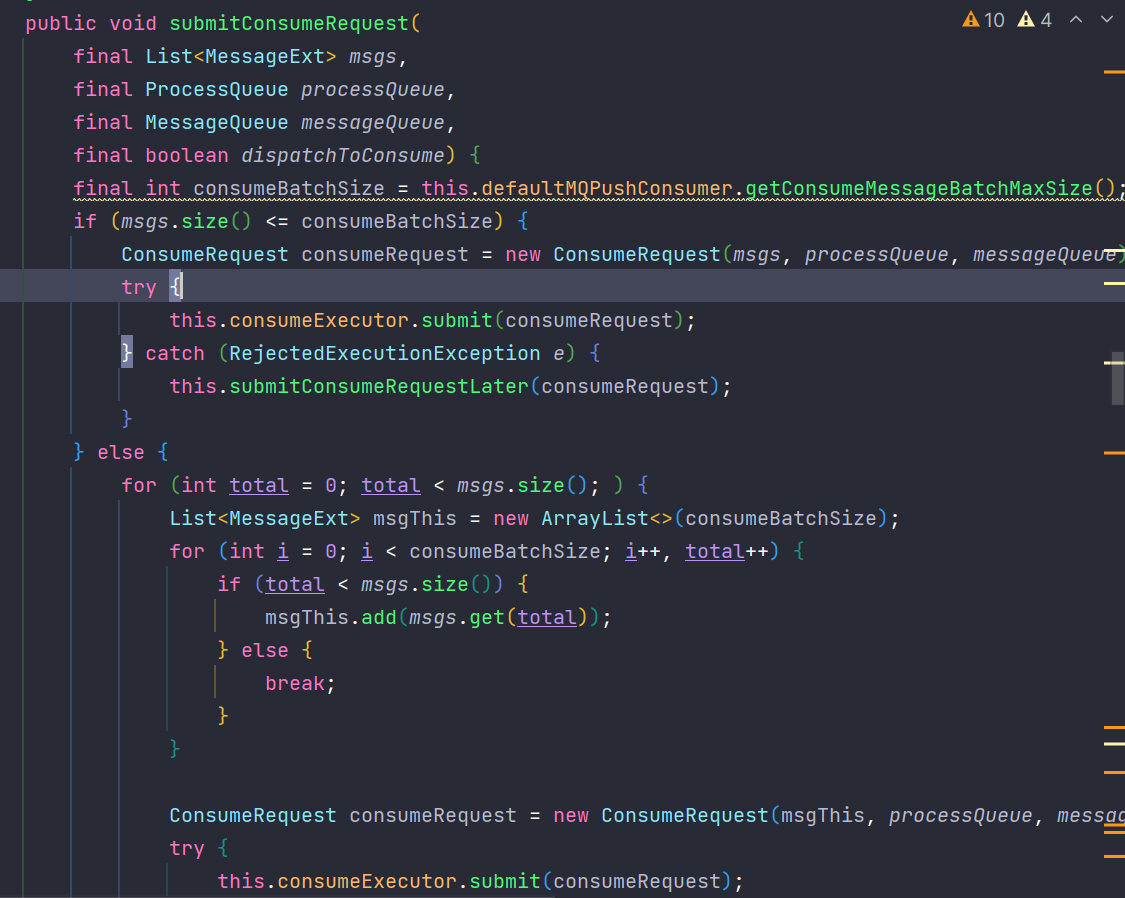 public void submitConsumeRequest(
10 4
final List<MessageExt> msgs,
final ProcessQueue processQueue,
final MessageQueue messageQueue,
final boolean dispatchToConsume) {
final int consumeBatchSize = this.defaultMQPushConsumer.getConsumeMessageBatchMaxSize();
if (msgs.size() <= consumeBatchSize) {
ConsumeRequest consumeRequest = new ConsumeRequest(msgs, processQueue, messageQueue)
try {
this.consumeExecutor.submit(consumeRequest);
} catch (RejectedExecutionException e) {
this.submitConsumeRequestLater(consumeRequest);
}
} else {
for (int total = 0; total < msgs.size(); ) {
List<MessageExt> msgThis = new ArrayList<>(consumeBatchSize);
for (int i = 0; i < consumeBatchSize; i++, total++) {
if (total < msgs.size()) {
msgThis.add(msgs.get(total));
} else {
break;
}
}
ConsumeRequest consumeRequest = new ConsumeRequest(msgThis, processQueue, messag
try {
this.consumeExecutor.submit(consumeRequest);